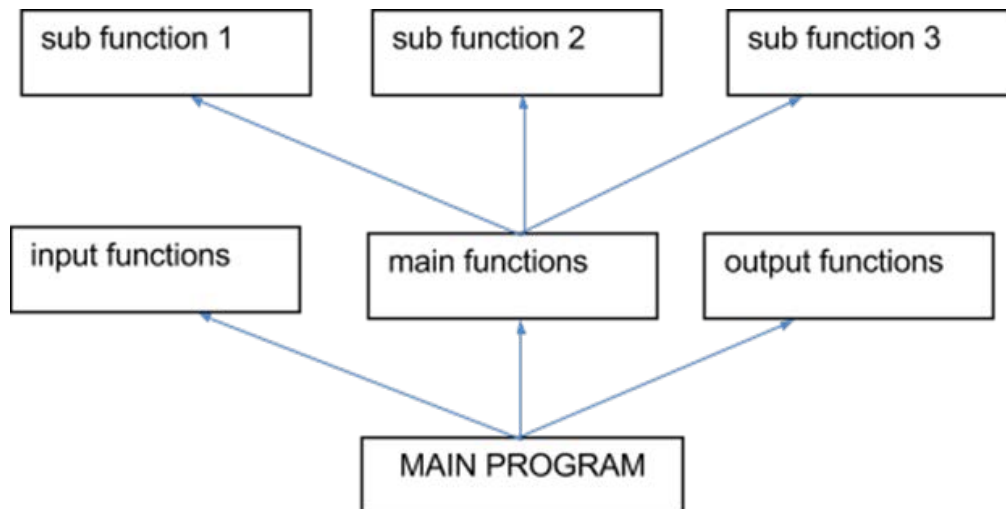 sub function 1
sub function 2
sub function 3
input functions
main functions
output functions
MAIN PROGRAM